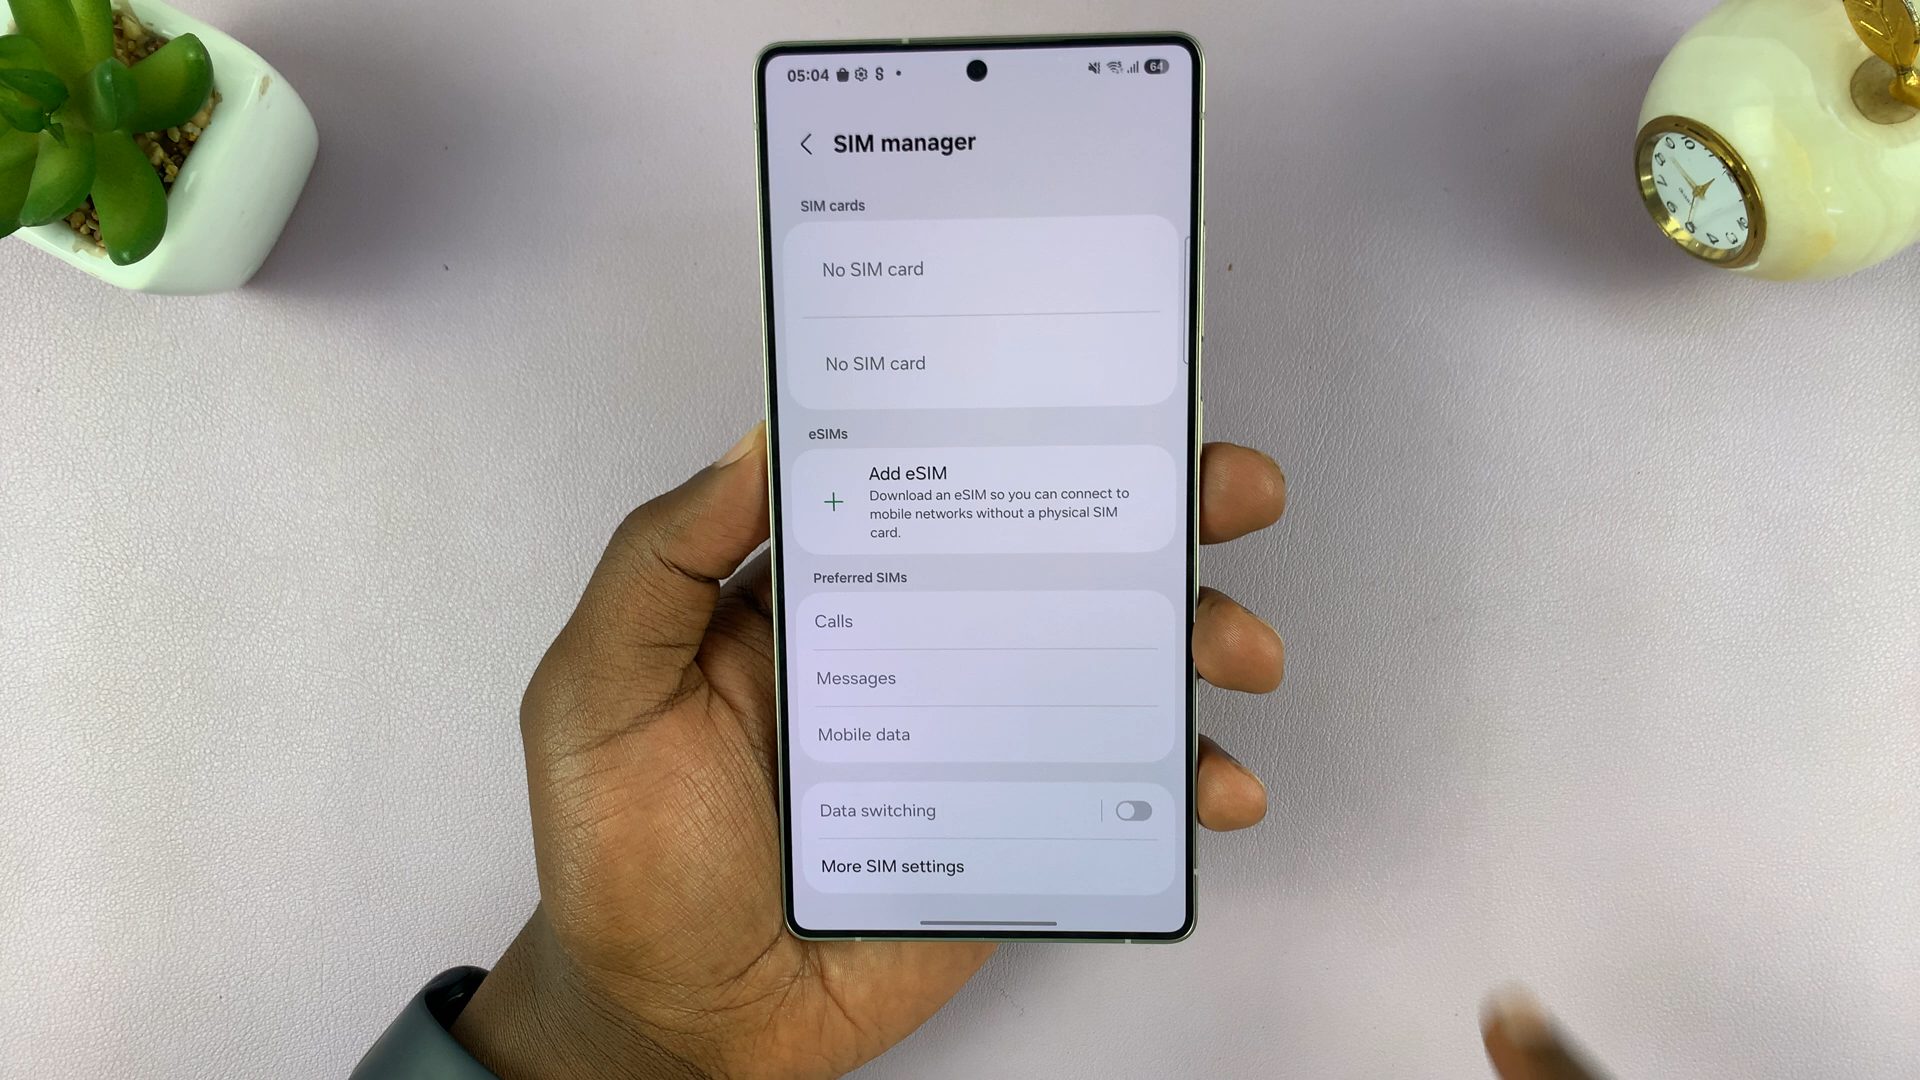 05:04
64
SIM manager
SIM cards
No SIM card
No SIM card
eSIMs
Add eSIM
Download an eSIM so you can connect to
mobile networks without a physical SIM
card.
Preferred SIMs
Calls
Messages
Mobile data
Data switching
More SIM settings